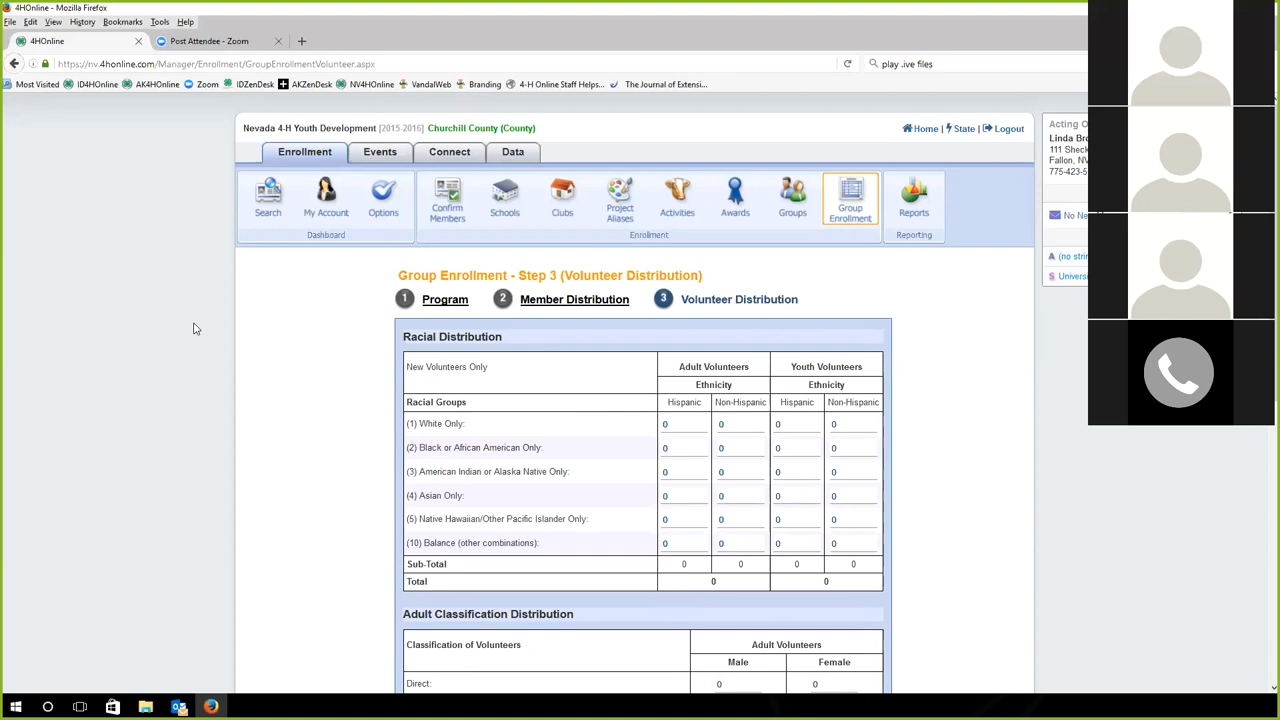 4HOnline - Mozilla Firefox
File Edit View History Bookmarks Tools Help
4HOnline × Post Attendee - Zoom × +
https://nv.4honline.com/Manager/Enrollment/GroupEnrollmentVolunteer.aspx play .ive files
Most Visited ID4HOnline AK4HOnline Zoom IDZenDesk AKZenDesk NV4HOnline VandalWeb Branding 4-H Online Staff Helps... The Journal of Extensi...
Nevada 4-H Youth Development [2015-2016] Churchill County (County) Home | State | Logout
Acting O
Linda Bro
111 Sheck
Fallon, NV
775-423-5
No Ne
A (no strin
S Univers
Enrollment Events Connect Data
Search My Account Options Confirm Members Schools Clubs Project Aliases Activities Awards Groups Group Enrollment Reports
Dashboard Enrollment Reporting
Group Enrollment - Step 3 (Volunteer Distribution)
1 Program 2 Member Distribution 3 Volunteer Distribution
Racial Distribution
New Volunteers Only Adult Volunteers Youth Volunteers
Ethnicity Ethnicity
Racial Groups Hispanic Non-Hispanic Hispanic Non-Hispanic
(1) White Only: 0 0 0 0
(2) Black or African American Only: 0 0 0 0
(3) American Indian or Alaska Native Only: 0 0 0 0
(4) Asian Only: 0 0 0 0
(5) Native Hawaiian/Other Pacific Islander Only: 0 0 0 0
(10) Balance (other combinations): 0 0 0 0
Sub-Total 0 0 0 0
Total 0 0
Adult Classification Distribution
Classification of Volunteers Adult Volunteers
Male Female
Direct: 0 0